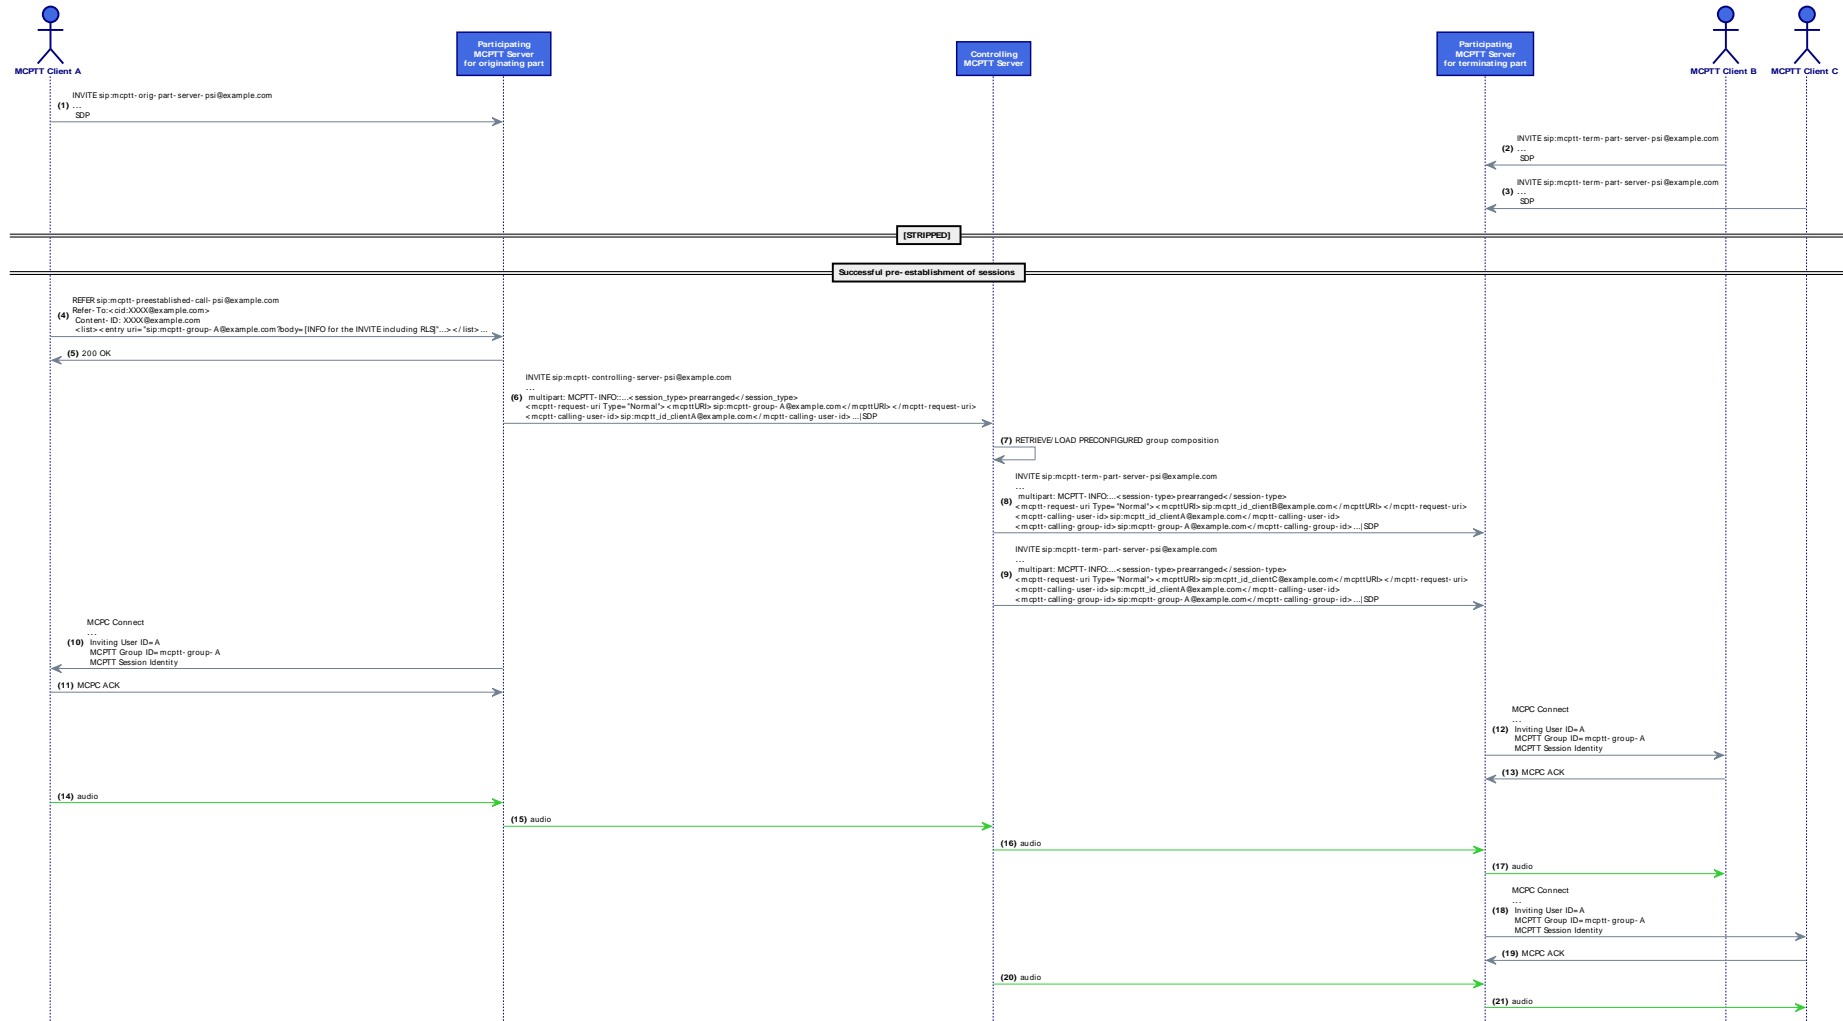 MCPTT Client A
Participating
MCPTT Server
for originating part
Controlling
MCPTT Server
Participating
MCPTT Server
for terminating part
MCPTT Client B
MCPTT Client C
INVITE sip:mcptt-orig-part-server-psi@example.com
(1) ...
SDP
INVITE sip:mcptt-term-part-server-psi@example.com
(2) ...
SDP
INVITE sip:mcptt-term-part-server-psi@example.com
(3) ...
SDP
[STRIPPED]
Successful pre-establishment of sessions
REFER sip:mcptt-preestablished-call-psi@example.com
Refer-To:<cid:XXXX@example.com>
(4) Content-ID: XXXX@example.com
<list><entry uri="sip:mcptt-group-A@example.com?body=[INFO for the INVITE including RLS]"...></list>...
(5) 200 OK
INVITE sip:mcptt-controlling-server-psi@example.com
...
(6) multipart: MCPTT-INFO::...<session_type>prearranged</session_type>
<mcptt-request-uri Type="Normal"><mcpttURI>sip:mcptt-group-A@example.com</mcpttURI></mcptt-request-uri>
<mcptt-calling-user-id>sip:mcptt_id_clientA@example.com</mcptt-calling-user-id>...|SDP
(7) RETRIEVE/LOAD PRECONFIGURED group composition
INVITE sip:mcptt-term-part-server-psi@example.com
...
multipart: MCPTT-INFO:...<session-type>prearranged</session-type>
(8) <mcptt-request-uri Type="Normal"><mcpttURI>sip:mcptt_id_clientB@example.com</mcpttURI></mcptt-request-uri>
<mcptt-calling-user-id>sip:mcptt_id_clientA@example.com</mcptt-calling-user-id>
<mcptt-calling-group-id>sip:mcptt-group-A@example.com</mcptt-calling-group-id>...|SDP
INVITE sip:mcptt-term-part-server-psi@example.com
...
multipart: MCPTT-INFO:...<session-type>prearranged</session-type>
(9) <mcptt-request-uri Type="Normal"><mcpttURI>sip:mcptt_id_clientC@example.com</mcpttURI></mcptt-request-uri>
<mcptt-calling-user-id>sip:mcptt_id_clientA@example.com</mcptt-calling-user-id>
<mcptt-calling-group-id>sip:mcptt-group-A@example.com</mcptt-calling-group-id>...|SDP
MCPC Connect
...
(10) Inviting User ID=A
MCPTT Group ID=mcptt-group-A
MCPTT Session Identity
(11) MCPC ACK
MCPC Connect
...
(12) Inviting User ID=A
MCPTT Group ID=mcptt-group-A
MCPTT Session Identity
(13) MCPC ACK
(14) audio
(15) audio
(16) audio
(17) audio
MCPC Connect
...
(18) Inviting User ID=A
MCPTT Group ID=mcptt-group-A
MCPTT Session Identity
(19) MCPC ACK
(20) audio
(21) audio